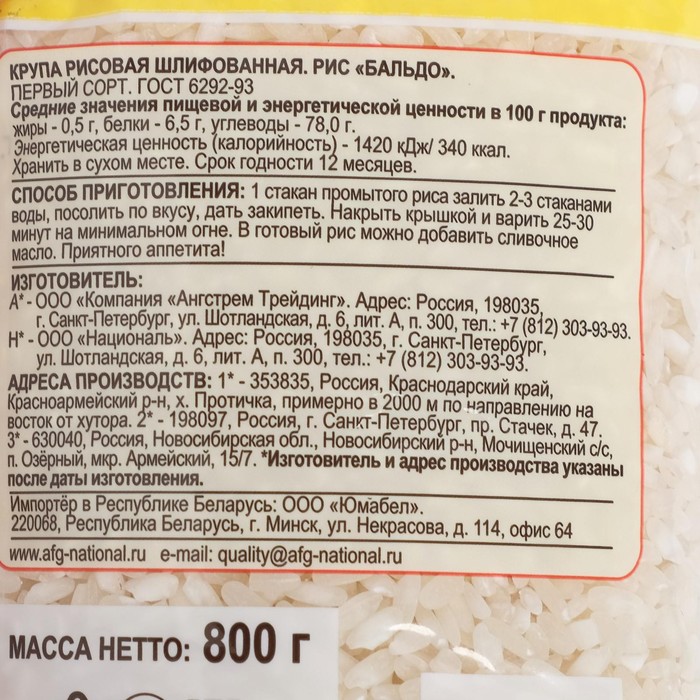 КРУПА РИСОВАЯ ШЛИФОВАННАЯ. РИС «БАЛЬДО».
ПЕРВЫЙ СОРТ. ГОСТ 6292-93
Средние значения пищевой и энергетической ценности в 100 г продукта:
жиры - 0,5 г, белки - 6,5 г, углеводы - 78,0 г.
Энергетическая ценность (калорийность) - 1420 кДж/ 340 ккал.
Хранить в сухом месте. Срок годности 12 месяцев.
СПОСОБ ПРИГОТОВЛЕНИЯ: 1 стакан промытого риса залить 2-3 стаканами
воды, посолить по вкусу, дать закипеть. Накрыть крышкой и варить 25-30
минут на минимальном огне. В готовый рис можно добавить сливочное
масло. Приятного аппетита!
ИЗГОТОВИТЕЛЬ:
А* - ООО «Компания «Ангстрем Трейдинг». Адрес: Россия, 198035,
г. Санкт-Петербург, ул. Шотландская, д. 6, лит. А, п. 300, тел.: +7 (812) 303-93-93.
Н* - ООО «Националь». Адрес: Россия, 198035, г. Санкт-Петербург,
ул. Шотландская, д. 6, лит. А, п. 300, тел.: +7 (812) 303-93-93.
АДРЕСА ПРОИЗВОДСТВ: 1* - 353835, Россия, Краснодарский край,
Красноармейский р-н, х. Протичка, примерно в 2000 м по направлению на
восток от хутора. 2* - 198097, Россия, г. Санкт-Петербург, пр. Стачек, д. 47.
3* - 630040, Россия, Новосибирская обл., Новосибирский р-н, Мочищенский с/с,
п. Озёрный, мкр. Армейский, 15/7. *Изготовитель и адрес производства указаны
после даты изготовления.
Импортёр в Республике Беларусь: ООО «Юмабел».
220068, Республика Беларусь, г. Минск, ул. Некрасова, д. 114, офис 64
www.afg-national.ru e-mail: quality@afg-national.ru
МАССА НЕТТО: 800 г